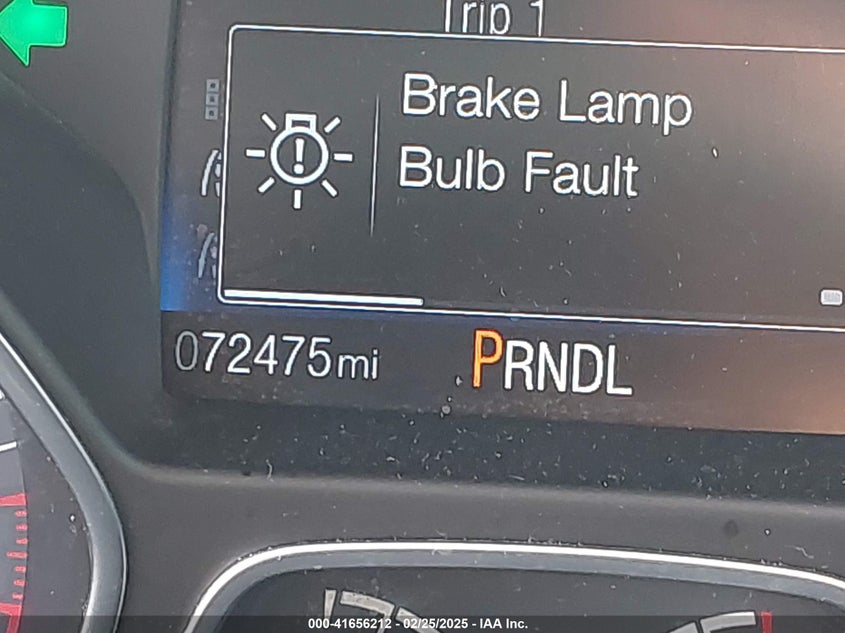 Trip 1
Brake Lamp
Bulb Fault
072475mi
PRNDL
000-41656212 - 02/25/2025 - IAA Inc.